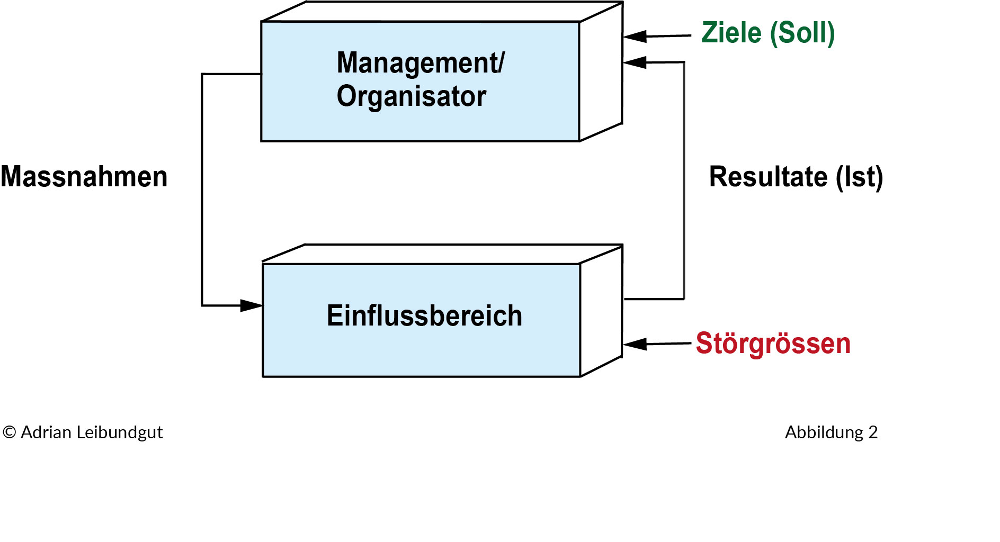 Ziele (Soll)
Management/
Organisator
Massnahmen
Resultate (Ist)
Einflussbereich
Störgrössen
© Adrian Leibundgut
Abbildung 2